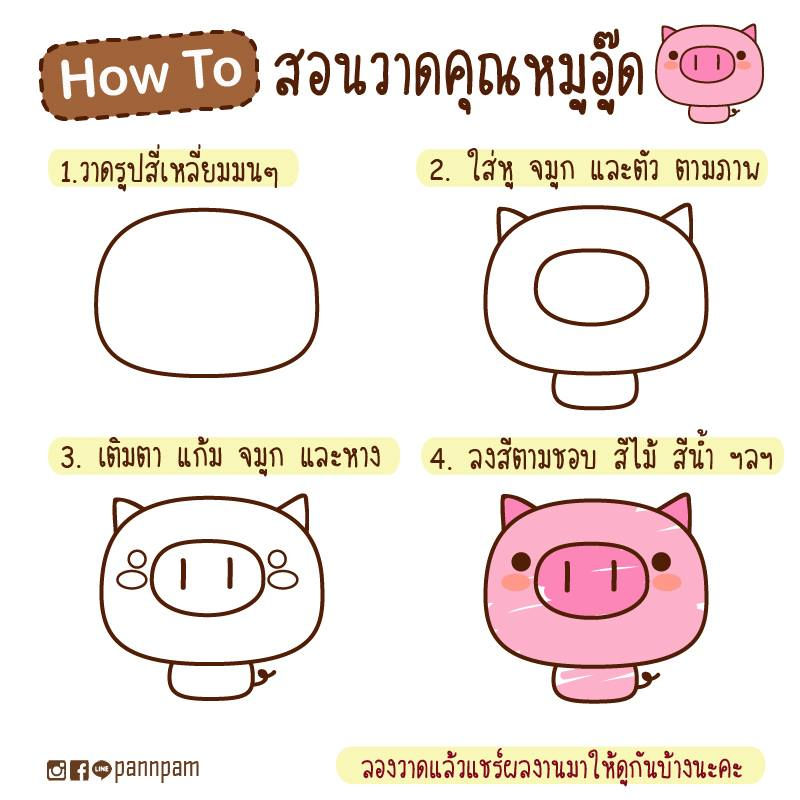 How To สอนวาดคุณหมูอู๊ด
1.วาดรูปสี่เหลี่ยมมนๆ
2. ใส่หู จมูก และตัว ตามภาพ
3. เติมตา แก้ม จมูก และหาง
4. ลงสีตามชอบ สีไม้ สีน้ำ ฯลฯ
LINE pannpam
ลองวาดแล้วแชร์ผลงานมาให้ดูกันบ้างนะคะ